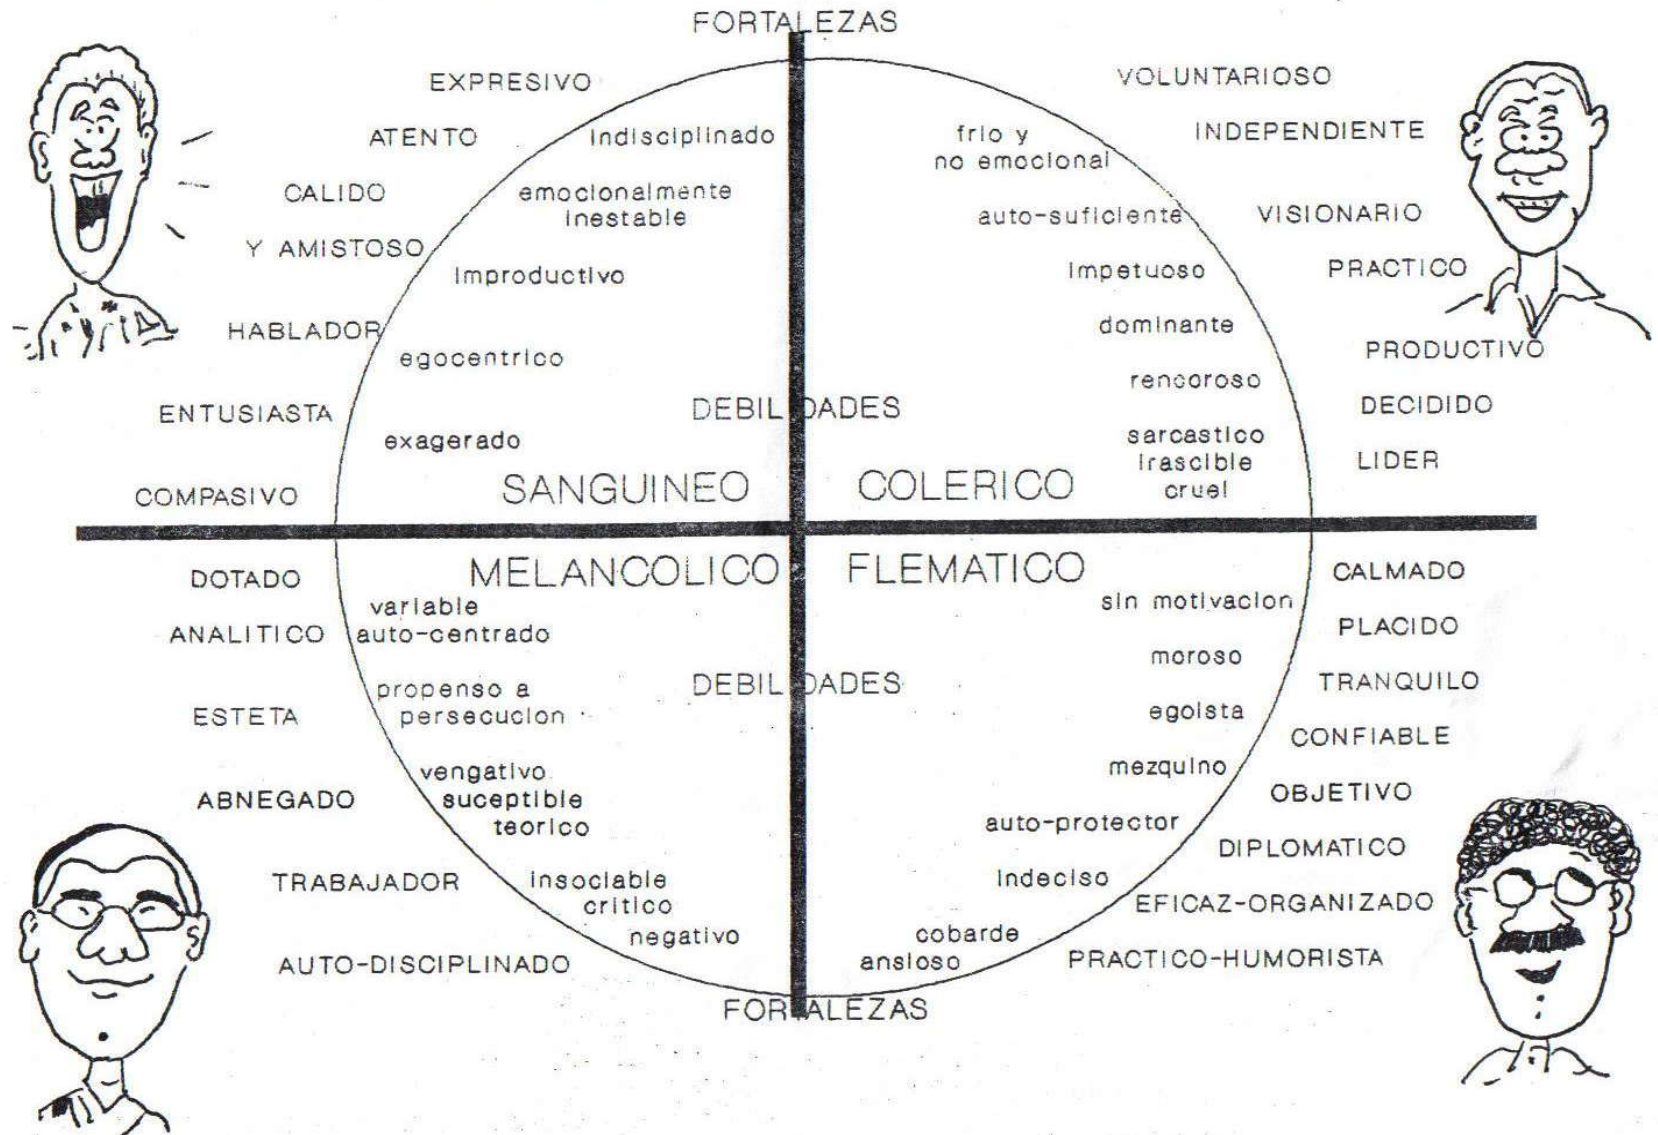 FORTALEZAS
EXPRESIVO
ATENTO
CALIDO
Y AMISTOSO
HABLADOR
ENTUSIASTA
COMPASIVO
indisciplinado
emocionalmente
inestable
improductivo
egocentrico
exagerado
SANGUINEO
DEBILIDADES
VOLUNTARIOSO
INDEPENDIENTE
VISIONARIO
PRACTICO
PRODUCTIVO
DECIDIDO
LIDER
frio y
no emocional
auto-suficiente
impetuoso
dominante
rencoroso
sarcastico
irascible
cruel
COLERICO
MELANCOLICO
DOTADO
ANALITICO
ESTETA
ABNEGADO
TRABAJADOR
AUTO-DISCIPLINADO
variable
auto-centrado
propenso a
persecucion
vengativo
suceptible
teorico
insociable
critico
negativo
DEBILIDADES
FLEMATICO
sin motivacion
moroso
egoista
mezquino
auto-protector
indeciso
cobarde
ansioso
CALMADO
PLACIDO
TRANQUILO
CONFIABLE
OBJETIVO
DIPLOMATICO
EFICAZ-ORGANIZADO
PRACTICO-HUMORISTA
FORTALEZAS